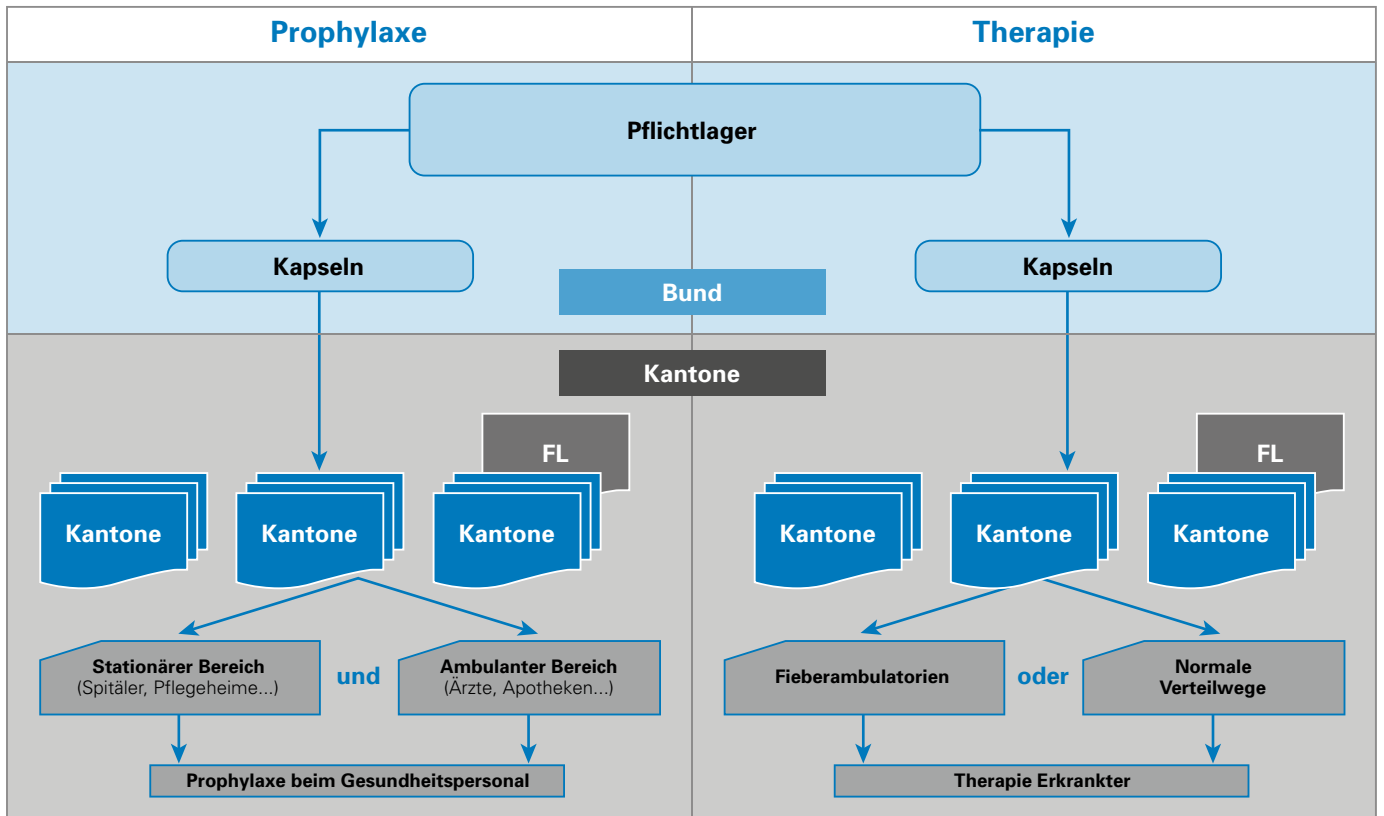 Prophylaxe
Therapie
Pflichtlager
Kapseln
Kapseln
Bund
Kantone
FL
Kantone
Kantone
Kantone
FL
Kantone
Kantone
Kantone
Stationärer Bereich
(Spitäler, Pflegeheime...)
und
Ambulanter Bereich
(Ärzte, Apotheken...)
Fieberambulatorien
oder
Normale
Verteilwege
Prophylaxe beim Gesundheitspersonal
Therapie Erkrankter